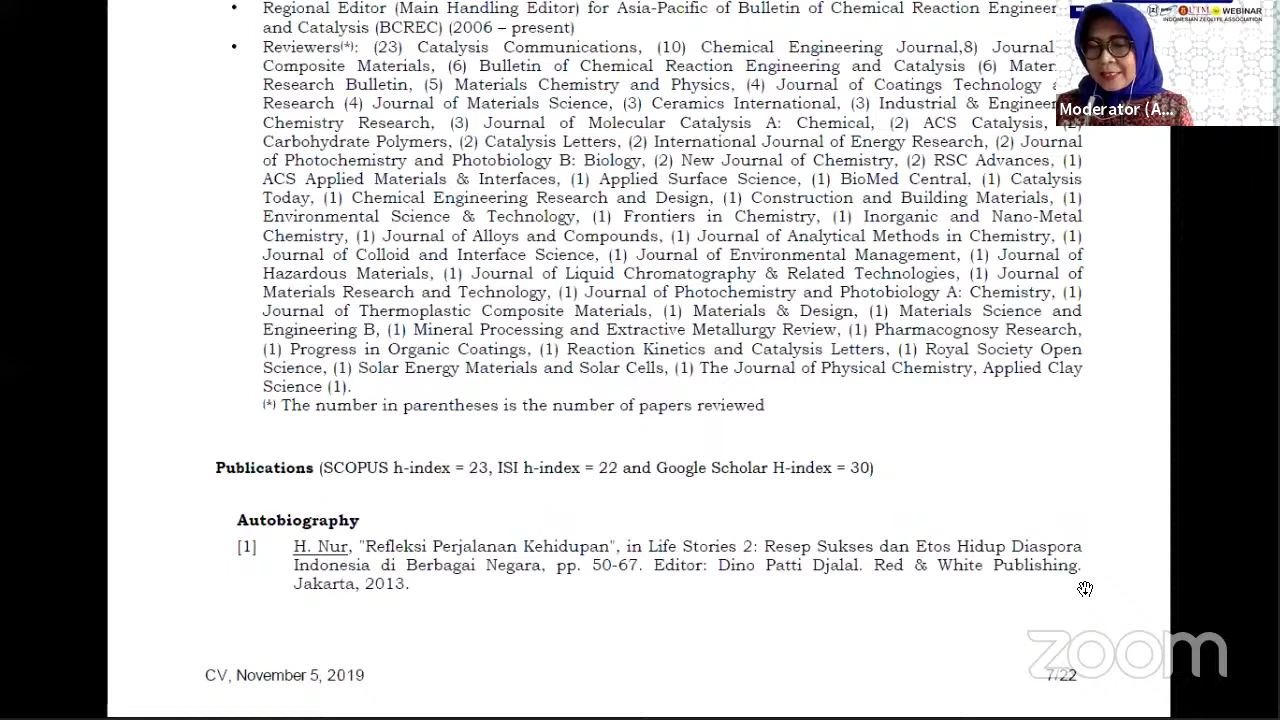 • Regional Editor (Main Handling Editor) for Asia-Pacific of Bulletin of Chemical Reaction Engineer
and Catalysis (BCREC) (2006 – present)
• Reviewers(*): (23) Catalysis Communications, (10) Chemical Engineering Journal,8) Journal
Composite Materials, (6) Bulletin of Chemical Reaction Engineering and Catalysis (6) Mater
Research Bulletin, (5) Materials Chemistry and Physics, (4) Journal of Coatings Technology
Research (4) Journal of Materials Science, (3) Ceramics International, (3) Industrial & Engineer
Chemistry Research, (3) Journal of Molecular Catalysis A: Chemical, (2) ACS Catalysis,
Carbohydrate Polymers, (2) Catalysis Letters, (2) International Journal of Energy Research, (2) Journal
of Photochemistry and Photobiology B: Biology, (2) New Journal of Chemistry, (2) RSC Advances, (1)
ACS Applied Materials & Interfaces, (1) Applied Surface Science, (1) BioMed Central, (1) Catalysis
Today, (1) Chemical Engineering Research and Design, (1) Construction and Building Materials, (1)
Environmental Science & Technology, (1) Frontiers in Chemistry, (1) Inorganic and Nano-Metal
Chemistry, (1) Journal of Alloys and Compounds, (1) Journal of Analytical Methods in Chemistry, (1)
Journal of Colloid and Interface Science, (1) Journal of Environmental Management, (1) Journal of
Hazardous Materials, (1) Journal of Liquid Chromatography & Related Technologies, (1) Journal of
Materials Research and Technology, (1) Journal of Photochemistry and Photobiology A: Chemistry, (1)
Journal of Thermoplastic Composite Materials, (1) Materials & Design, (1) Materials Science and
Engineering B, (1) Mineral Processing and Extractive Metallurgy Review, (1) Pharmacognosy Research,
(1) Progress in Organic Coatings, (1) Reaction Kinetics and Catalysis Letters, (1) Royal Society Open
Science, (1) Solar Energy Materials and Solar Cells, (1) The Journal of Physical Chemistry, Applied Clay
Science (1).
(*) The number in parentheses is the number of papers reviewed
Publications (SCOPUS h-index = 23, ISI h-index = 22 and Google Scholar H-index = 30)
Autobiography
[1] H. Nur, "Refleksi Perjalanan Kehidupan", in Life Stories 2: Resep Sukses dan Etos Hidup Diaspora
Indonesia di Berbagai Negara, pp. 50-67. Editor: Dino Patti Djalal. Red & White Publishing.
Jakarta, 2013.
CV, November 5, 2019
7/22
zoom
UTM WEBINAR
INDONESIAN ZEOLITE ASSOCIATION
Moderator (A...